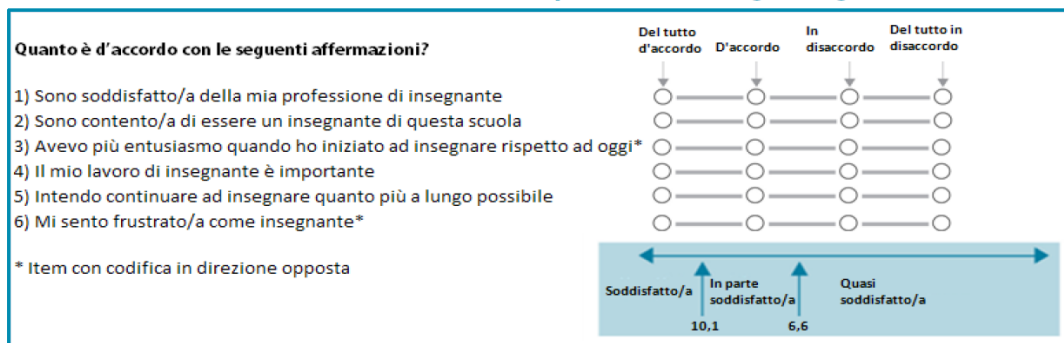 Quanto è d'accordo con le seguenti affermazioni?
Del tutto d'accordo
D'accordo
In disaccordo
Del tutto in disaccordo
1) Sono soddisfatto/a della mia professione di insegnante
2) Sono contento/a di essere un insegnante di questa scuola
3) Avevo più entusiasmo quando ho iniziato ad insegnare rispetto ad oggi*
4) Il mio lavoro di insegnante è importante
5) Intendo continuare ad insegnare quanto più a lungo possibile
6) Mi sento frustrato/a come insegnante*
* Item con codifica in direzione opposta
Soddisfatto/a
In parte soddisfatto/a
Quasi soddisfatto/a
10,1
6,6